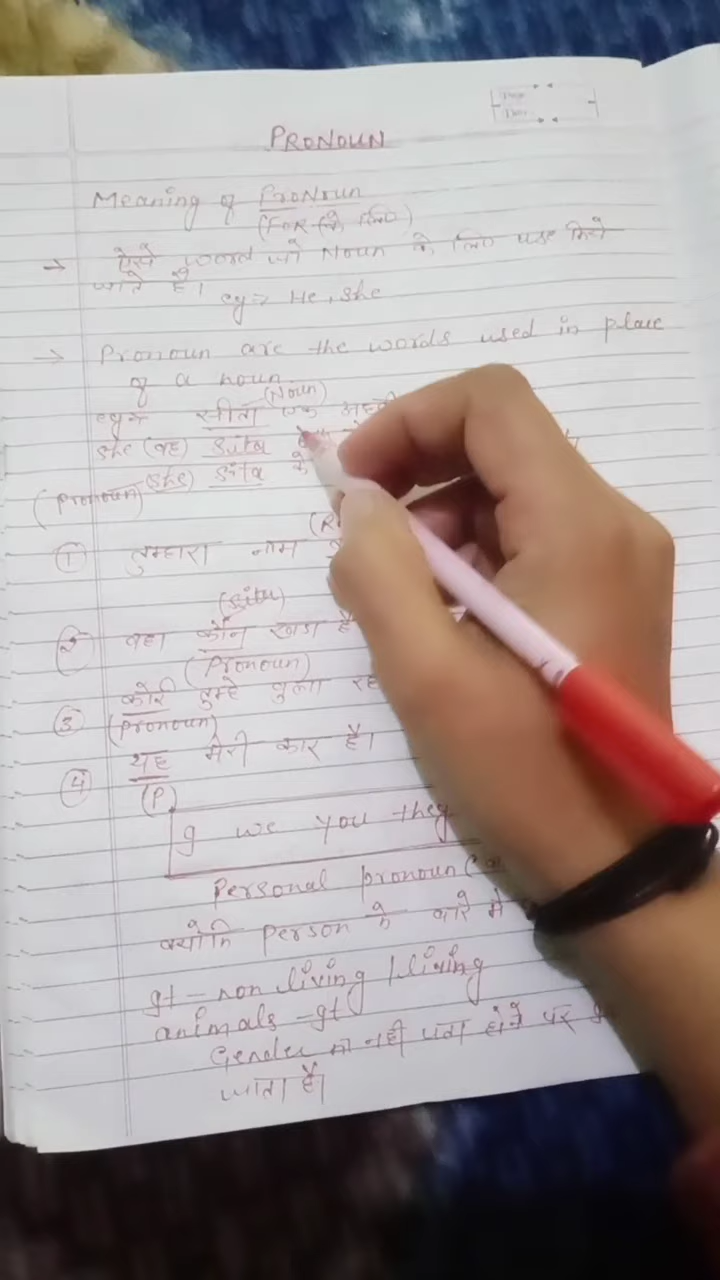 PRONOUN
Meaning of ProNoun
(FOR-के लिए)
→ ऐसे word जो Noun के लिए use किये
जाते है।
eg:- He, she
→ Pronoun are the words used in place
of a noun
(Noun)
eg:- सीता एक
she (वह) sita
(she) sita के
(Pronoun)
① तुम्हारा नाम
(sita)
② वहा कौन खडा है
(Pronoun)
③ कोई तुम्हे बुला रह
(Pronoun)
④ यह मेरी कार है।
(P)
I we you they
Personal pronoun
क्योकि person के बारे मे
It – non living / living
animals – It
Gender का नही पता होने पर
जाता है।